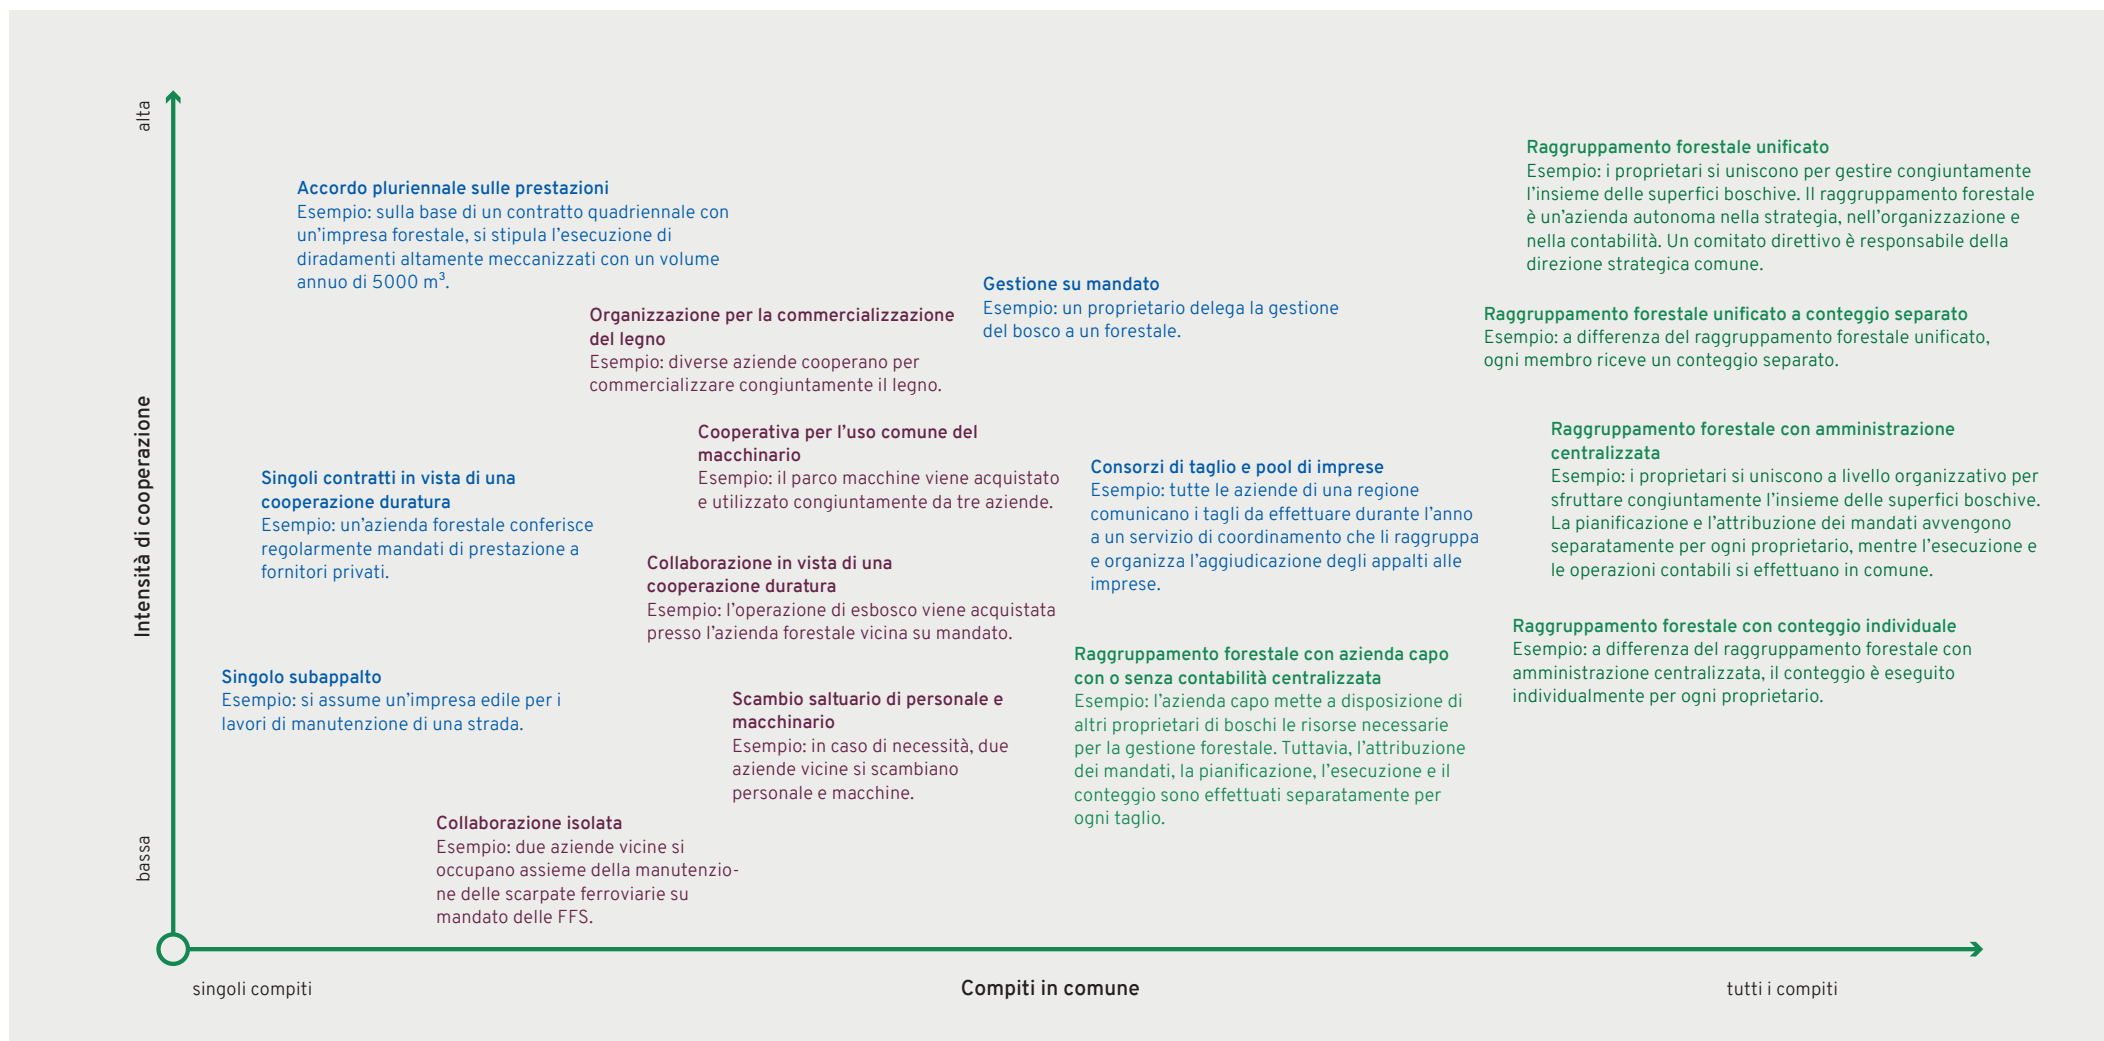 alta
Intensità di cooperazione
bassa
Accordo pluriennale sulle prestazioni
Esempio: sulla base di un contratto quadriennale con
un'impresa forestale, si stipula l'esecuzione di
diradamenti altamente meccanizzati con un volume
annuo di 5000 m³.
Organizzazione per la commercializzazione
del legno
Esempio: diverse aziende cooperano per
commercializzare congiuntamente il legno.
Gestione su mandato
Esempio: un proprietario delega la gestione
del bosco a un forestale.
Raggruppamento forestale unificato
Esempio: i proprietari si uniscono per gestire congiuntamente
l'insieme delle superfici boschive. Il raggruppamento forestale
è un'azienda autonoma nella strategia, nell'organizzazione e
nella contabilità. Un comitato direttivo è responsabile della
direzione strategica comune.
Raggruppamento forestale unificato a conteggio separato
Esempio: a differenza del raggruppamento forestale unificato,
ogni membro riceve un conteggio separato.
Singoli contratti in vista di una
cooperazione duratura
Esempio: un'azienda forestale conferisce
regolarmente mandati di prestazione a
fornitori privati.
Cooperativa per l'uso comune del
macchinario
Esempio: il parco macchine viene acquistato
e utilizzato congiuntamente da tre aziende.
Collaborazione in vista di una
cooperazione duratura
Esempio: l'operazione di esbosco viene acquistata
presso l'azienda forestale vicina su mandato.
Consorzi di taglio e pool di imprese
Esempio: tutte le aziende di una regione
comunicano i tagli da effettuare durante l'anno
a un servizio di coordinamento che li raggruppa
e organizza l'aggiudicazione degli appalti alle
imprese.
Raggruppamento forestale con amministrazione
centralizzata
Esempio: i proprietari si uniscono a livello organizzativo per
sfruttare congiuntamente l'insieme delle superfici boschive.
La pianificazione e l'attribuzione dei mandati avvengono
separatamente per ogni proprietario, mentre l'esecuzione e
le operazioni contabili si effettuano in comune.
Raggruppamento forestale con conteggio individuale
Esempio: a differenza del raggruppamento forestale con
amministrazione centralizzata, il conteggio è eseguito
individualmente per ogni proprietario.
Singolo subappalto
Esempio: si assume un'impresa edile per i
lavori di manutenzione di una strada.
Scambio saltuario di personale e
macchinario
Esempio: in caso di necessità, due
aziende vicine si scambiano
personale e macchine.
Raggruppamento forestale con azienda capo
con o senza contabilità centralizzata
Esempio: l'azienda capo mette a disposizione di
altri proprietari di boschi le risorse necessarie
per la gestione forestale. Tuttavia, l'attribuzione
dei mandati, la pianificazione, l'esecuzione e il
conteggio sono effettuati separatamente per
ogni taglio.
Collaborazione isolata
Esempio: due aziende vicine si
occupano assieme della manutenzio-
ne delle scarpate ferroviarie su
mandato delle FFS.
singoli compiti
Compiti in comune
tutti i compiti